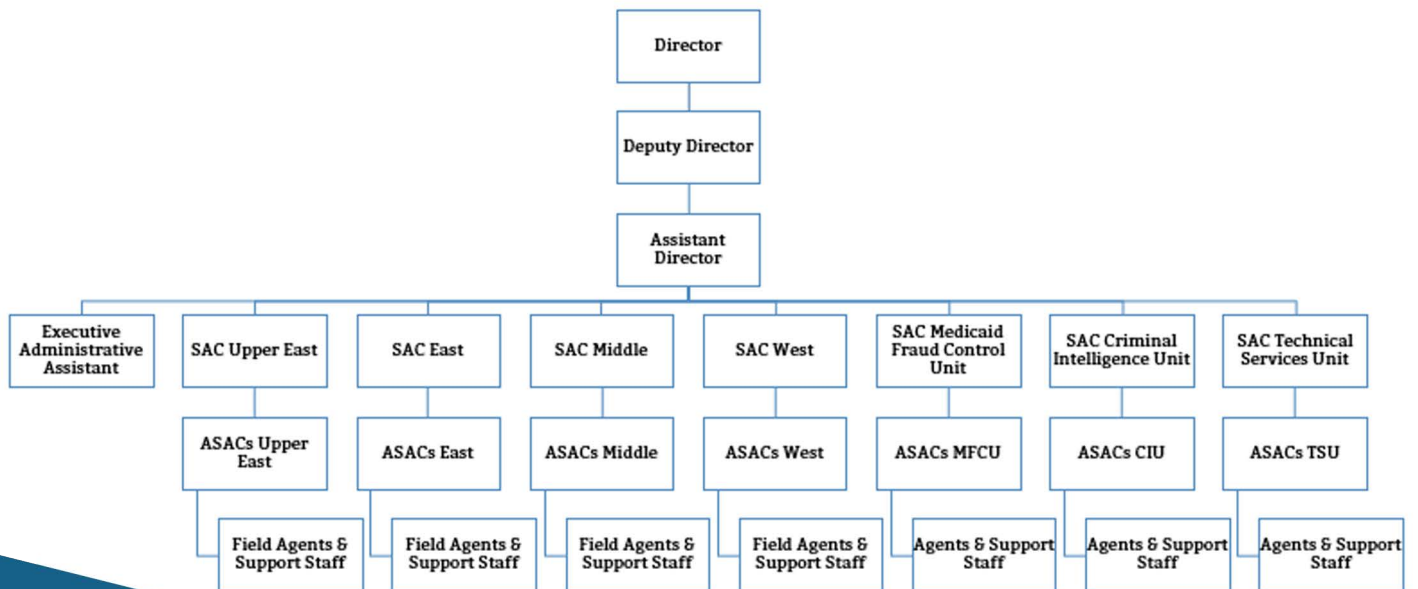 Director
Deputy Director
Assistant
Director
Executive
Administrative
Assistant
SAC Upper East
SAC East
SAC Middle
SAC West
SAC Medicaid
Fraud Control
Unit
SAC Criminal
Intelligence Unit
SAC Technical
Services Unit
ASACs Upper
East
ASACs East
ASACs Middle
ASACs West
ASACs MFCU
ASACs CIU
ASACs TSU
Field Agents &
Support Staff
Field Agents &
Support Staff
Field Agents &
Support Staff
Field Agents &
Support Staff
Agents & Support
Staff
Agents & Support
Staff
Agents & Support
Staff